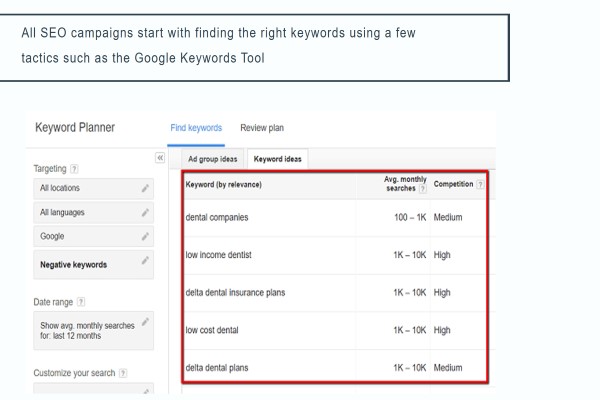 All SEO campaigns start with finding the right keywords using a few
tactics such as the Google Keywords Tool
Keyword Planner
Find keywords
Review plan
«
Ad group ideas
Keyword ideas
Targeting ?
All locations
All languages
Google
Negative keywords
Date range ?
Show avg. monthly searches
for: last 12 months
Customize your search ?
Keyword (by relevance)
Avg. monthly
searches ?
Competition ?
dental companies 100 – 1K Medium
low income dentist 1K – 10K High
delta dental insurance plans 1K – 10K High
low cost dental 1K – 10K High
delta dental plans 1K – 10K Medium